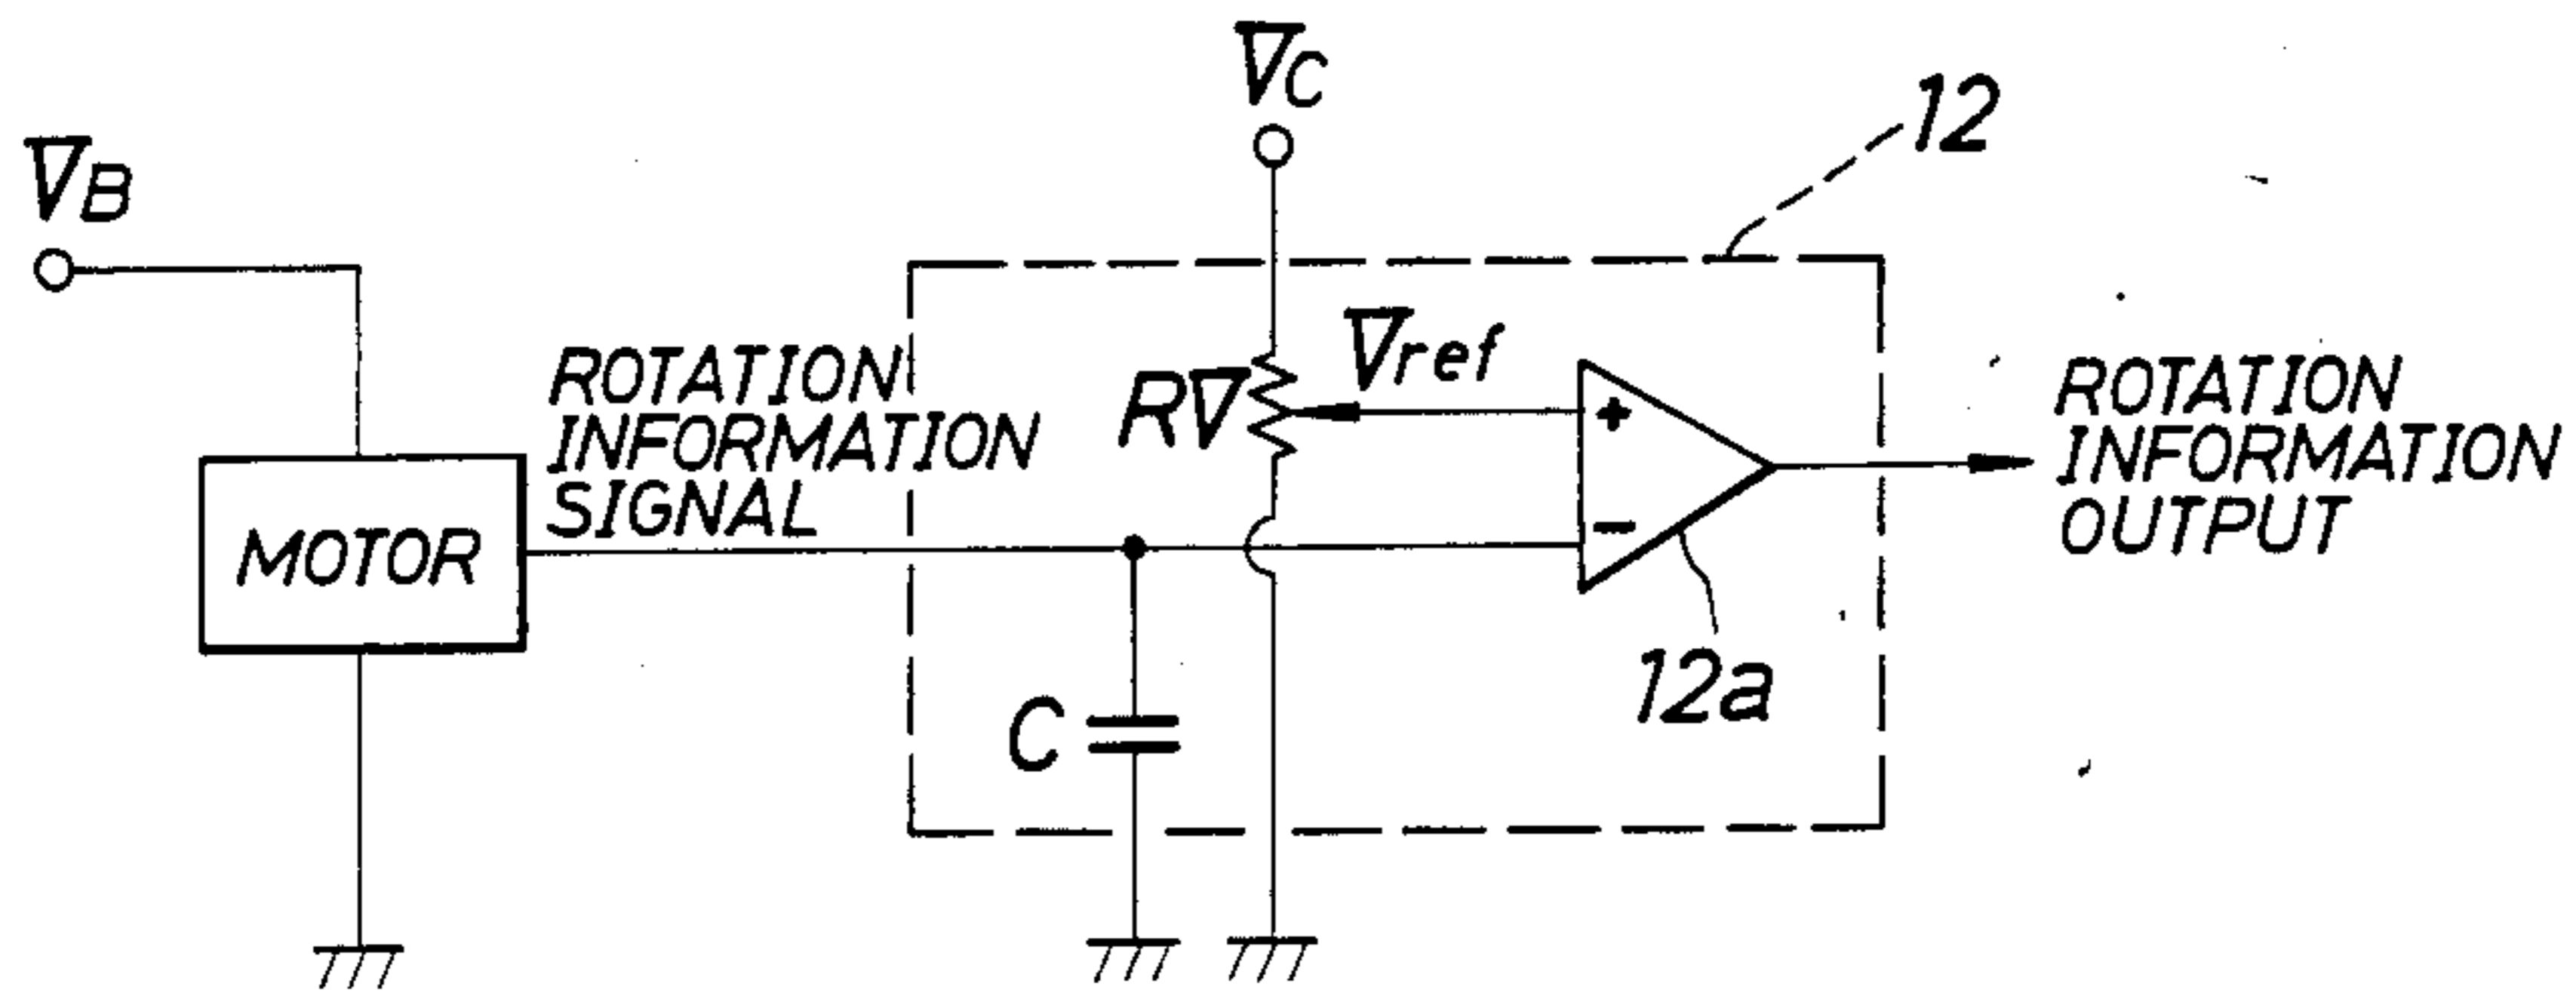 VC
12
VB
Vref
ROTATION
INFORMATION
SIGNAL
RV
+
ROTATION
INFORMATION
OUTPUT
MOTOR
−
12a
C